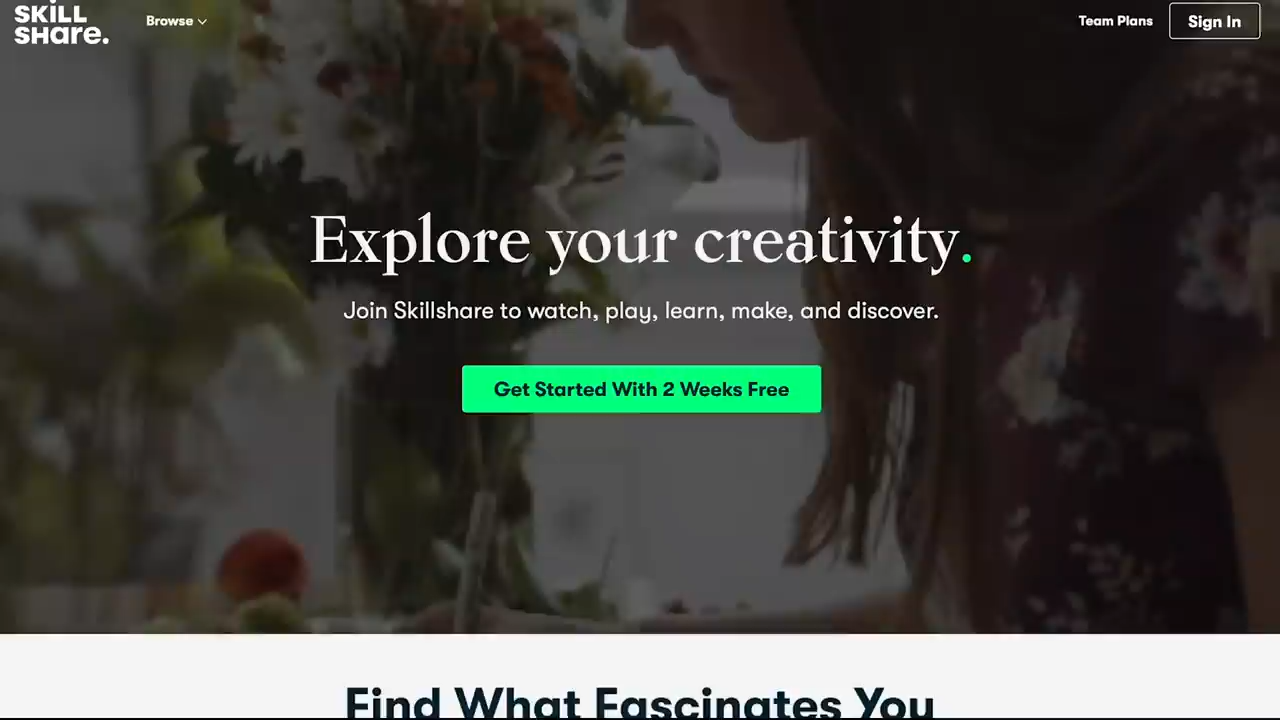 SKiLL
SHare.
Browse
Team Plans
Sign In
Explore your creativity.
Join Skillshare to watch, play, learn, make, and discover.
Get Started With 2 Weeks Free
Find What Fascinates You